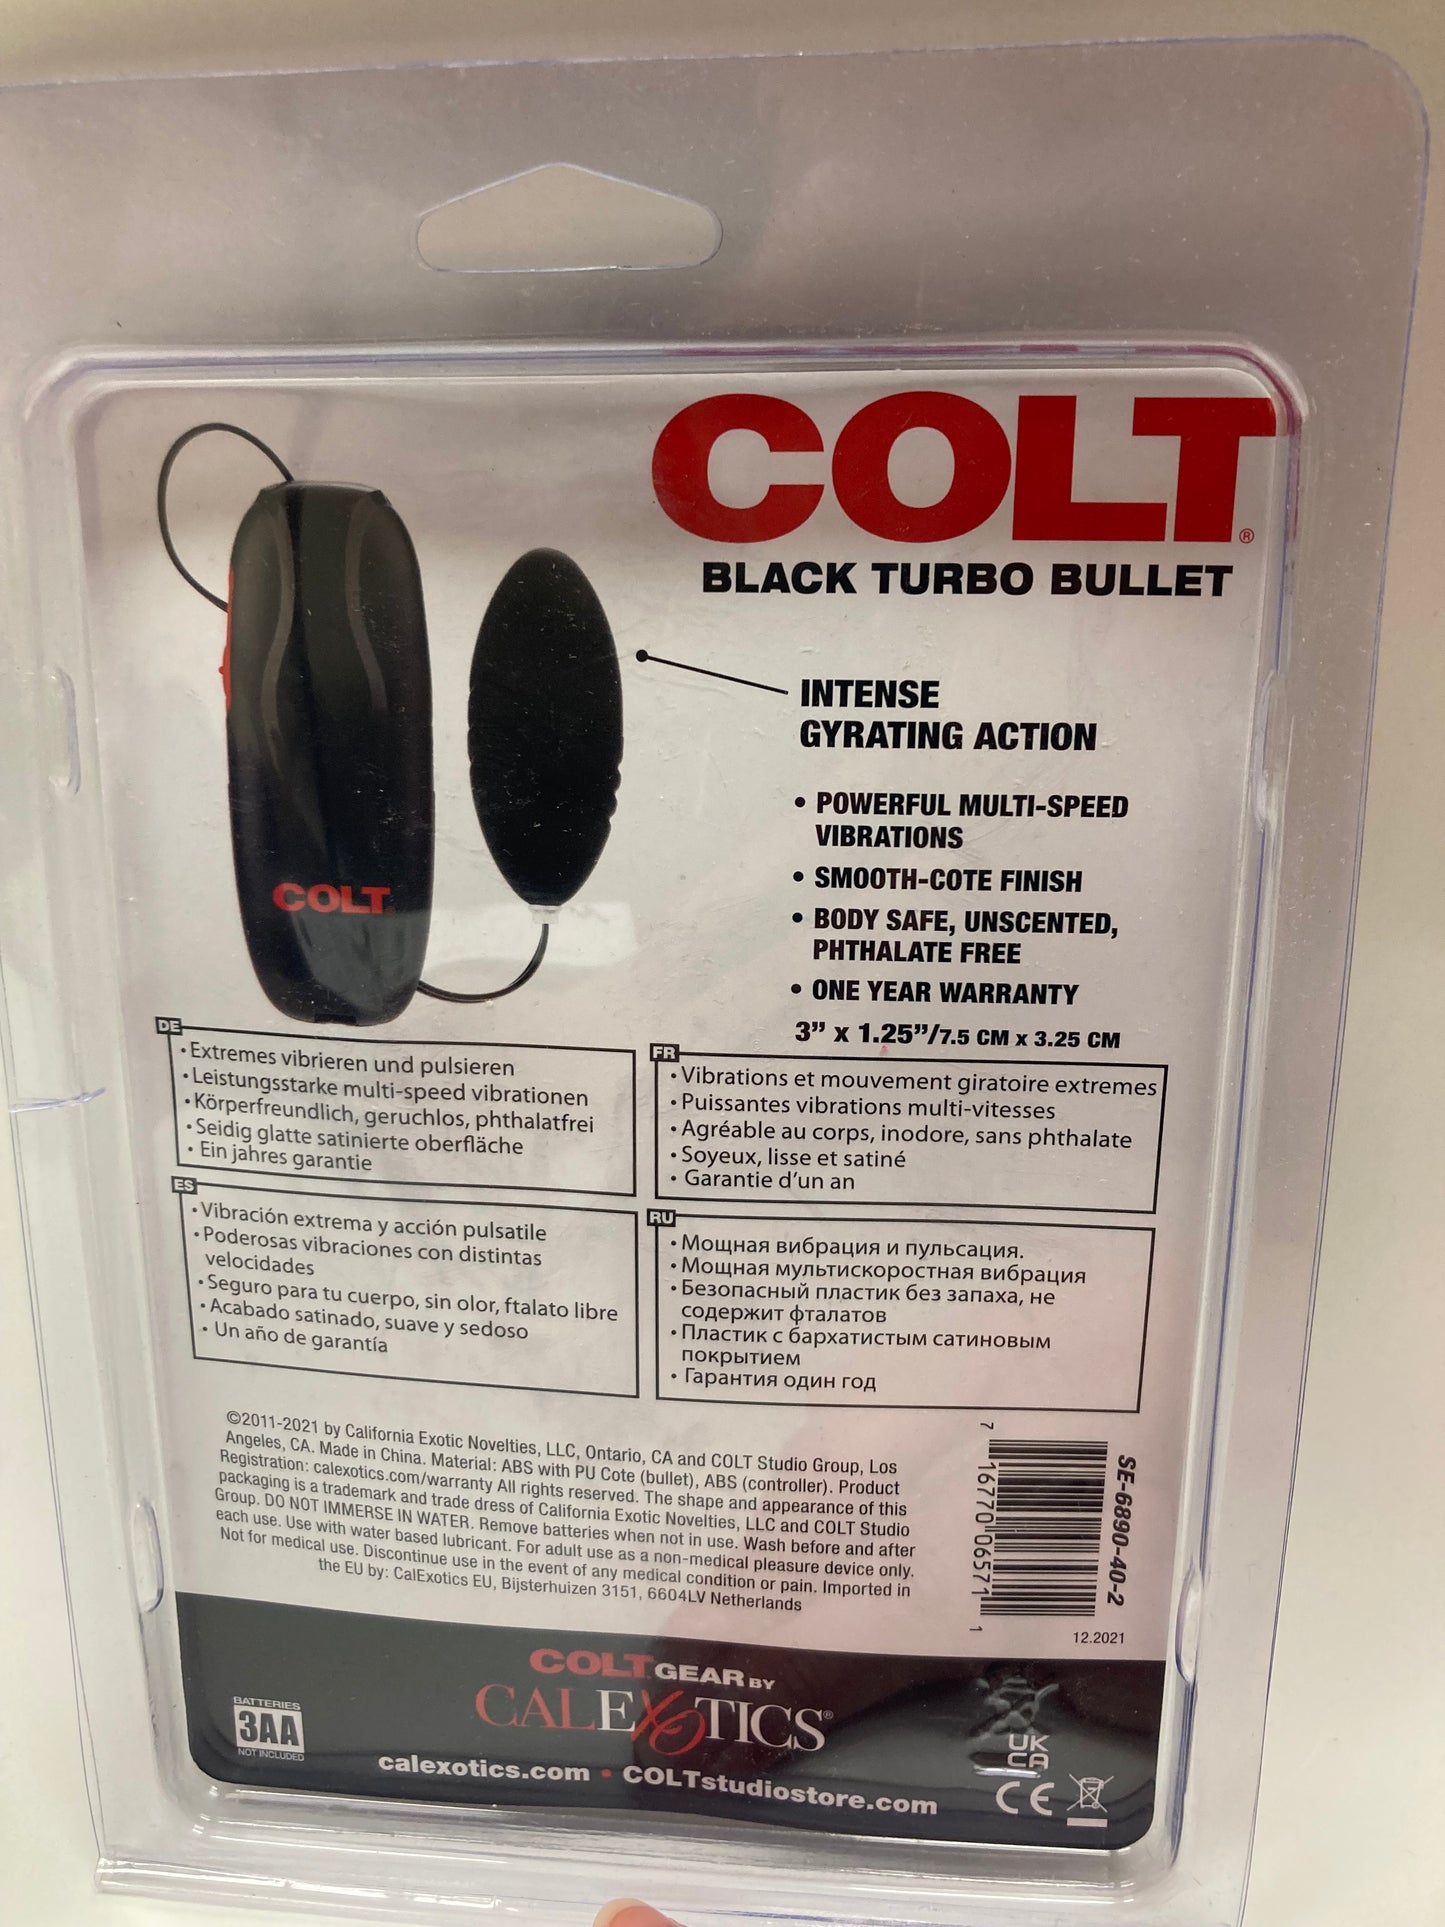 COLT®
BLACK TURBO BULLET
INTENSE
GYRATING ACTION
• POWERFUL MULTI-SPEED
VIBRATIONS
• SMOOTH-COTE FINISH
• BODY SAFE, UNSCENTED,
PHTHALATE FREE
• ONE YEAR WARRANTY
3” x 1.25”/7.5 CM x 3.25 CM
COLT
DE
• Extremes vibrieren und pulsieren
• Leistungsstarke multi-speed vibrationen
• Körperfreundlich, geruchlos, phthalatfrei
• Seidig glatte satinierte oberfläche
• Ein jahres garantie
FR
• Vibrations et mouvement giratoire extremes
• Puissantes vibrations multi-vitesses
• Agréable au corps, inodore, sans phthalate
• Soyeux, lisse et satiné
• Garantie d’un an
ES
• Vibración extrema y acción pulsatile
• Poderosas vibraciones con distintas
velocidades
• Seguro para tu cuerpo, sin olor, ftalato libre
• Acabado satinado, suave y sedoso
• Un año de garantía
RU
• Мощная вибрация и пульсация.
• Мощная мультискоростная вибрация
• Безопасный пластик без запаха, не
содержит фталатов
• Пластик с бархатистым сатиновым
покрытием
• Гарантия один год
©2011-2021 by California Exotic Novelties, LLC, Ontario, CA and COLT Studio Group, Los
Angeles, CA. Made in China. Material: ABS with PU Cote (bullet), ABS (controller). Product
Registration: calexotics.com/warranty All rights reserved. The shape and appearance of this
packaging is a trademark and trade dress of California Exotic Novelties, LLC and COLT Studio
Group. DO NOT IMMERSE IN WATER. Remove batteries when not in use. Wash before and after
each use. Use with water based lubricant. For adult use as a non-medical pleasure device only.
Not for medical use. Discontinue use in the event of any medical condition or pain. Imported in
the EU by: CalExotics EU, Bijsterhuizen 3151, 6604LV Netherlands
7 16770 06571 1
SE-6890-40-2
12.2021
COLT GEAR BY
CALEXOTICS®
calexotics.com • COLTstudiostore.com
BATTERIES
3AA
NOT INCLUDED
UK
CA
CE